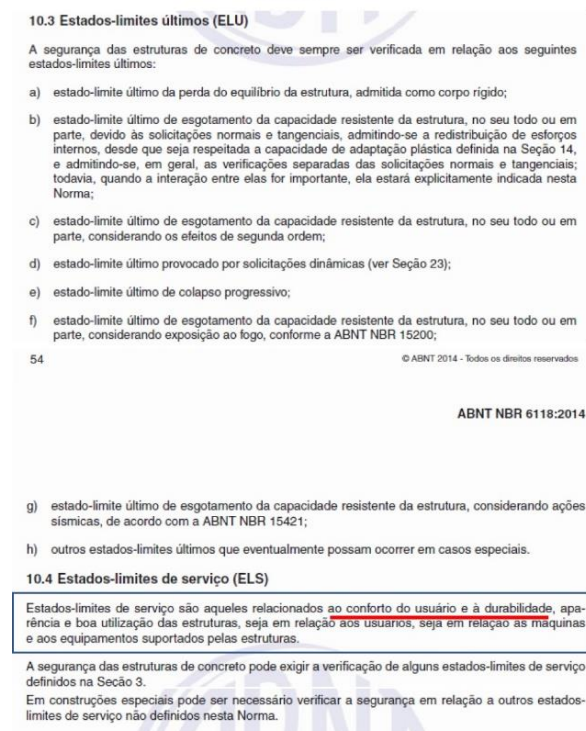 10.3 Estados-limites últimos (ELU)
A segurança das estruturas de concreto deve sempre ser verificada em relação aos seguintes
estados-limites últimos:
a) estado-limite último da perda do equilíbrio da estrutura, admitida como corpo rígido;
b) estado-limite último de esgotamento da capacidade resistente da estrutura, no seu todo ou em
parte, devido às solicitações normais e tangenciais, admitindo-se a redistribuição de esforços
internos, desde que seja respeitada a capacidade de adaptação plástica definida na Seção 14,
e admitindo-se, em geral, as verificações separadas das solicitações normais e tangenciais;
todavia, quando a interação entre elas for importante, ela estará explicitamente indicada nesta
Norma;
c) estado-limite último de esgotamento da capacidade resistente da estrutura, no seu todo ou em
parte, considerando os efeitos de segunda ordem;
d) estado-limite último provocado por solicitações dinâmicas (ver Seção 23);
e) estado-limite último de colapso progressivo;
f) estado-limite último de esgotamento da capacidade resistente da estrutura, no seu todo ou em
parte, considerando exposição ao fogo, conforme a ABNT NBR 15200;
54 © ABNT 2014 - Todos os direitos reservados
ABNT NBR 6118:2014
g) estado-limite último de esgotamento da capacidade resistente da estrutura, considerando ações
sísmicas, de acordo com a ABNT NBR 15421;
h) outros estados-limites últimos que eventualmente possam ocorrer em casos especiais.
10.4 Estados-limites de serviço (ELS)
Estados-limites de serviço são aqueles relacionados ao conforto do usuário e à durabilidade, apa-
rência e boa utilização das estruturas, seja em relação aos usuários, seja em relação às máquinas
e aos equipamentos suportados pelas estruturas.
A segurança das estruturas de concreto pode exigir a verificação de alguns estados-limites de serviço
definidos na Seção 3.
Em construções especiais pode ser necessário verificar a segurança em relação a outros estados-
limites de serviço não definidos nesta Norma.